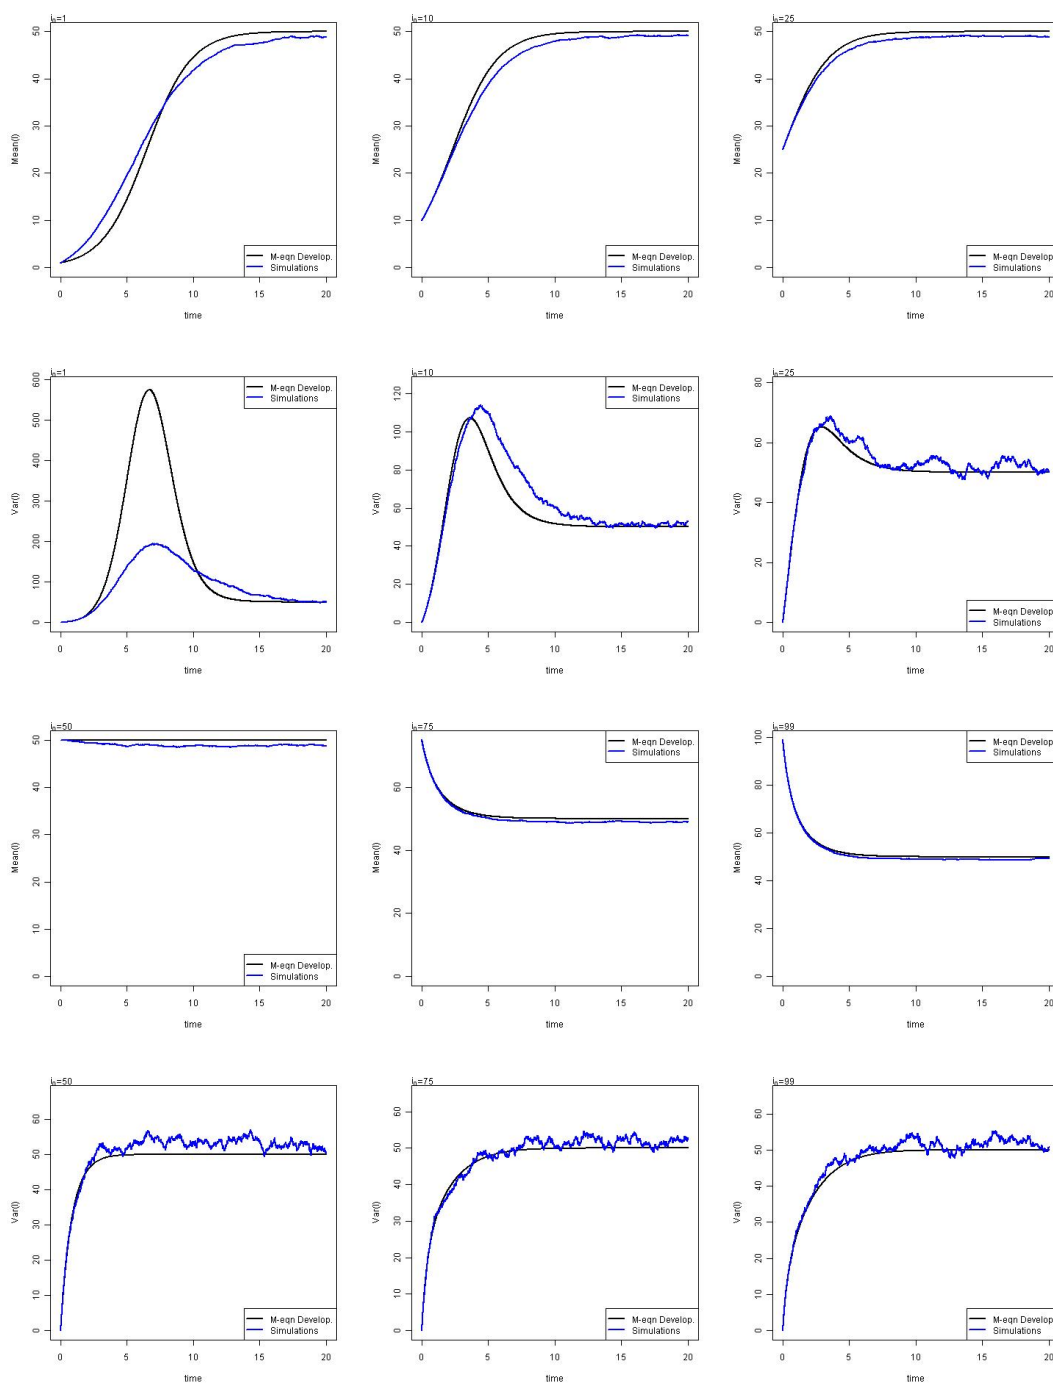 i₀=1
Mean(I)
50
40
30
20
10
0
M-eqn Develop.
Simulations
0 5 10 15 20
time
i₀=10
Mean(I)
50
40
30
20
10
0
M-eqn Develop.
Simulations
0 5 10 15 20
time
i₀=25
Mean(I)
50
40
30
20
10
0
M-eqn Develop.
Simulations
0 5 10 15 20
time
i₀=1
Var(I)
600
500
400
300
200
100
0
M-eqn Develop.
Simulations
0 5 10 15 20
time
i₀=10
Var(I)
120
100
80
60
40
20
0
M-eqn Develop.
Simulations
0 5 10 15 20
time
i₀=25
Var(I)
80
60
40
20
0
M-eqn Develop.
Simulations
0 5 10 15 20
time
i₀=50
Mean(I)
50
40
30
20
10
0
M-eqn Develop.
Simulations
0 5 10 15 20
time
i₀=75
Mean(I)
60
40
20
0
M-eqn Develop.
Simulations
0 5 10 15 20
time
i₀=99
Mean(I)
100
80
60
40
20
0
M-eqn Develop.
Simulations
0 5 10 15 20
time
i₀=50
Var(I)
60
50
40
30
20
10
0
M-eqn Develop.
Simulations
0 5 10 15 20
time
i₀=75
Var(I)
60
50
40
30
20
10
0
M-eqn Develop.
Simulations
0 5 10 15 20
time
i₀=99
Var(I)
60
50
40
30
20
10
0
M-eqn Develop.
Simulations
0 5 10 15 20
time